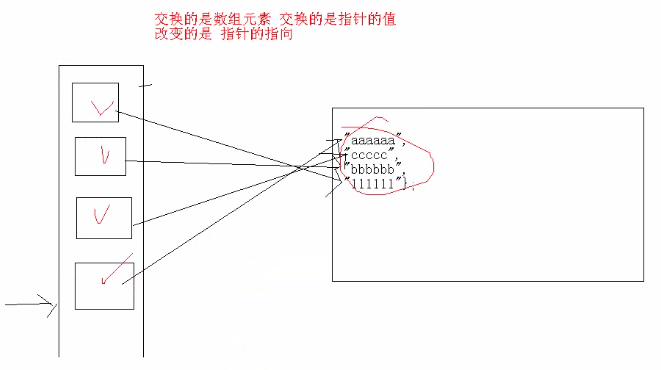 交换的是数组元素 交换的是指针的值
改变的是 指针的指向
"aaaaaa",
"ccccc",
"bbbbbb",
"111111"};